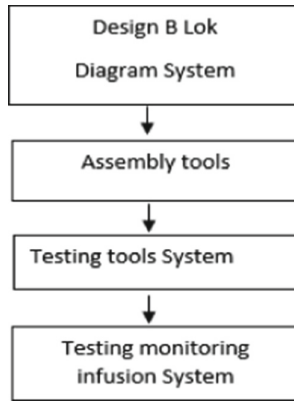 Design B Lok
Diagram System
Assembly tools
Testing tools System
Testing monitoring
infusion System